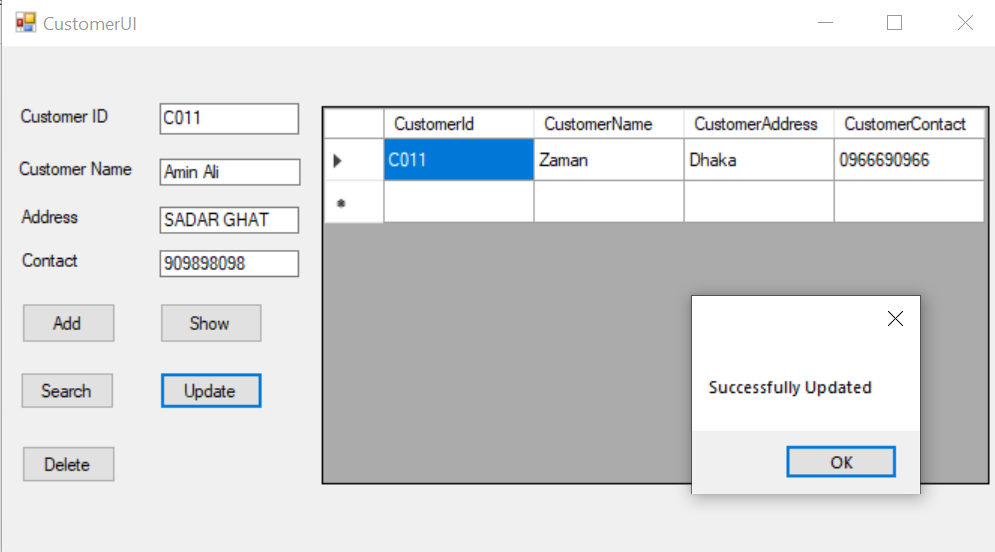 CustomerUI
Customer ID C011
Customer Name Amin Ali
Address SADAR GHAT
Contact 909898098
Add Show
Search Update
Delete
CustomerId CustomerName CustomerAddress CustomerContact
C011 Zaman Dhaka 0966690966
Successfully Updated
OK